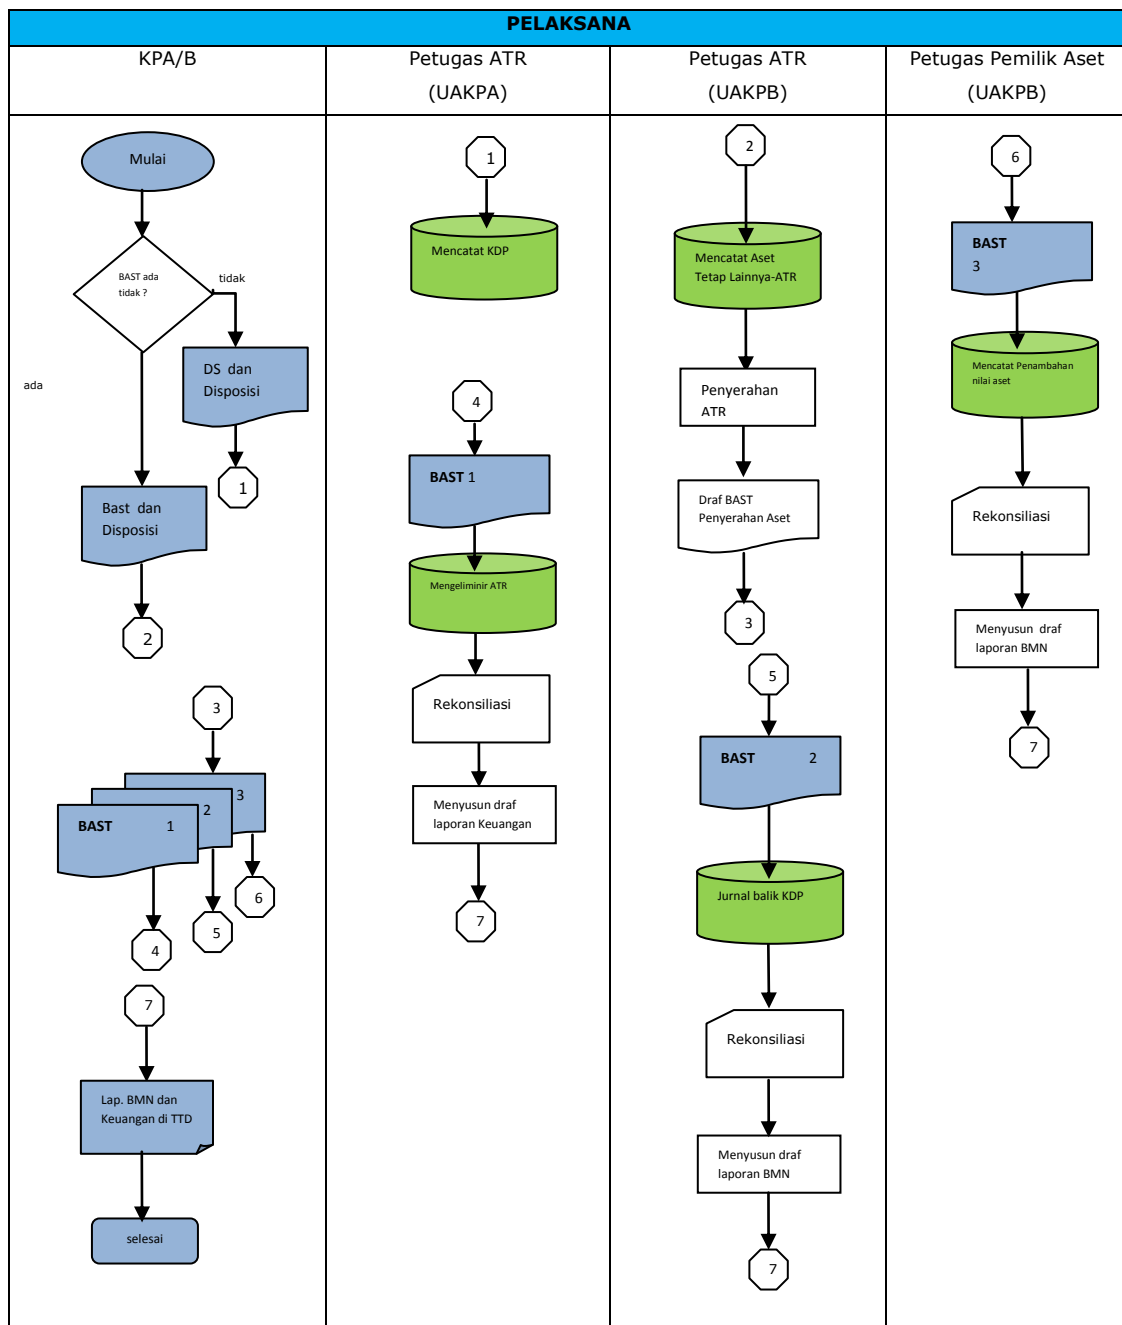 PELAKSANA
KPA/B
Petugas ATR
(UAKPA)
Petugas ATR
(UAKPB)
Petugas Pemilik Aset
(UAKPB)
Mulai
BAST ada
tidak ?
tidak
ada
DS dan
Disposisi
1
Bast dan
Disposisi
2
3
3
2
BAST 1
6
5
4
7
Lap. BMN dan
Keuangan di TTD
selesai
1
Mencatat KDP
4
BAST 1
Mengeliminir ATR
Rekonsiliasi
Menyusun draf
laporan Keuangan
7
2
Mencatat Aset
Tetap Lainnya-ATR
Penyerahan
ATR
Draf BAST
Penyerahan Aset
3
5
BAST 2
Jurnal balik KDP
Rekonsiliasi
Menyusun draf
laporan BMN
7
6
BAST
3
Mencatat Penambahan
nilai aset
Rekonsiliasi
Menyusun draf
laporan BMN
7